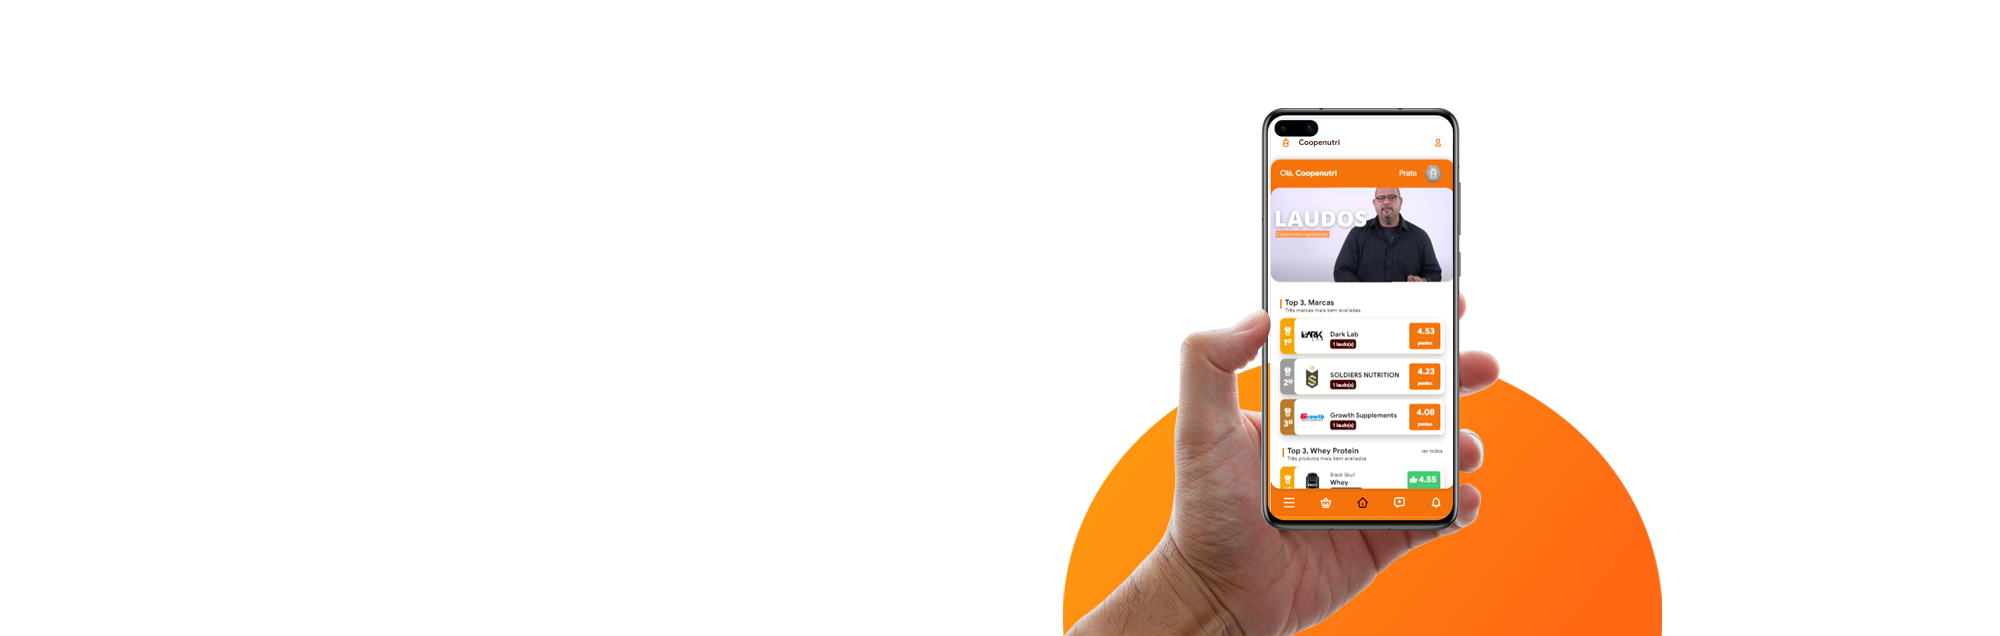 Coopenutri
Olá, Coopenutri
Prata
LAUDOS
Coopenutri capacitação
Top 3, Marcas
Três marcas mais bem avaliadas
1º
DARK LAB
Dark Lab
1 laudo(s)
4.53
pontos
2º
SOLDIERS NUTRITION
1 laudo(s)
4.23
pontos
3º
Growth
Growth Supplements
1 laudo(s)
4.06
pontos
Top 3, Whey Protein
Três produtos mais bem avaliados
ver todos
Black Skull
Whey
4.55